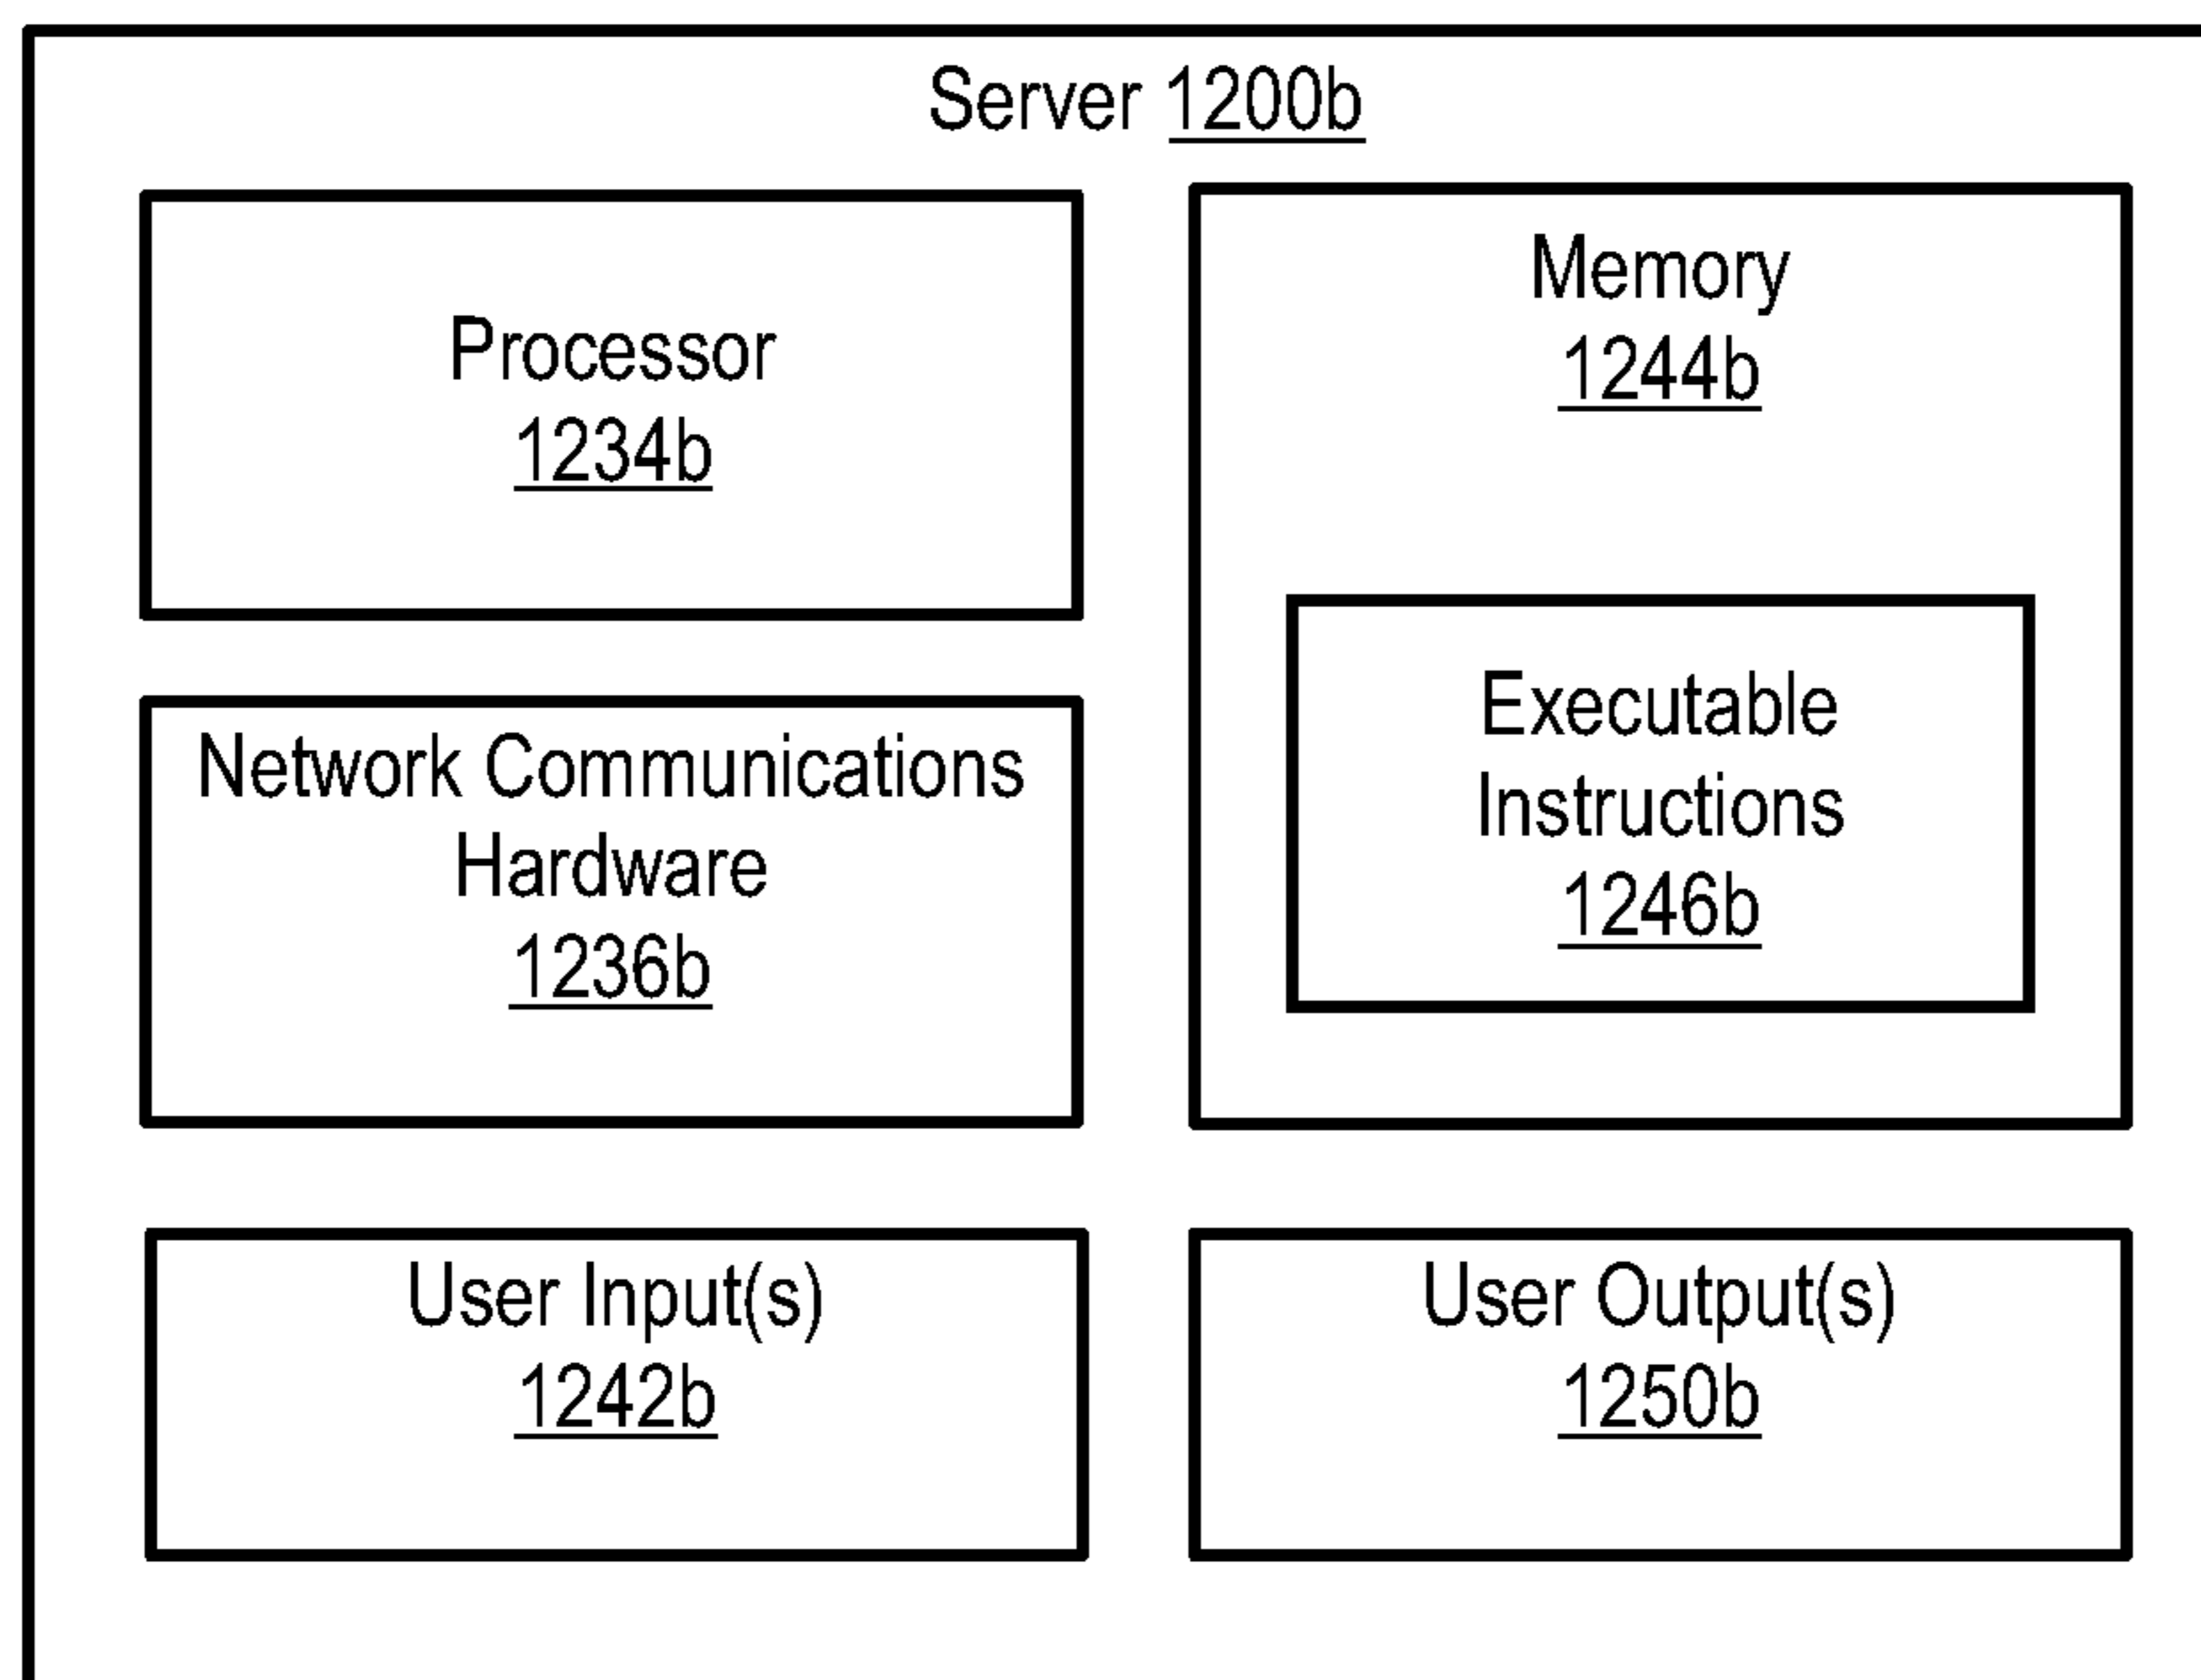 Server 1200b
Processor
1234b
Memory
1244b
Network Communications
Hardware
1236b
Executable
Instructions
1246b
User Input(s)
1242b
User Output(s)
1250b